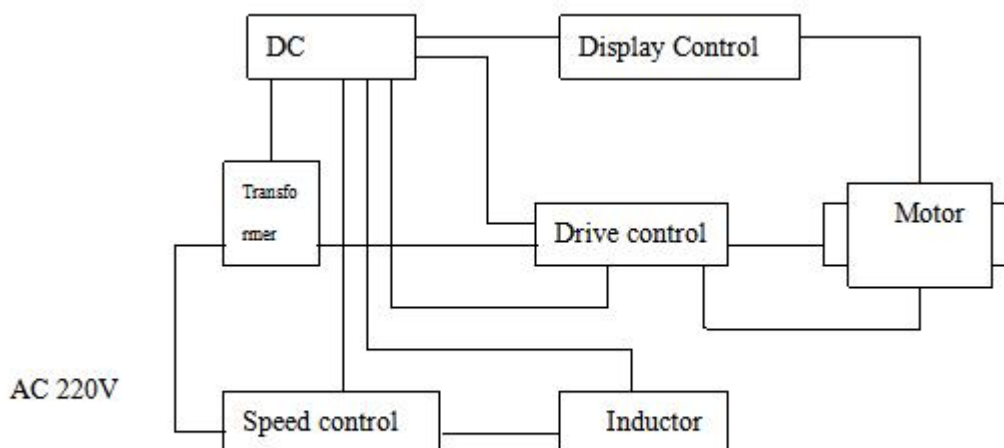 DC
Display Control
Transfo
rmer
Motor
Drive control
AC 220V
Speed control
Inductor